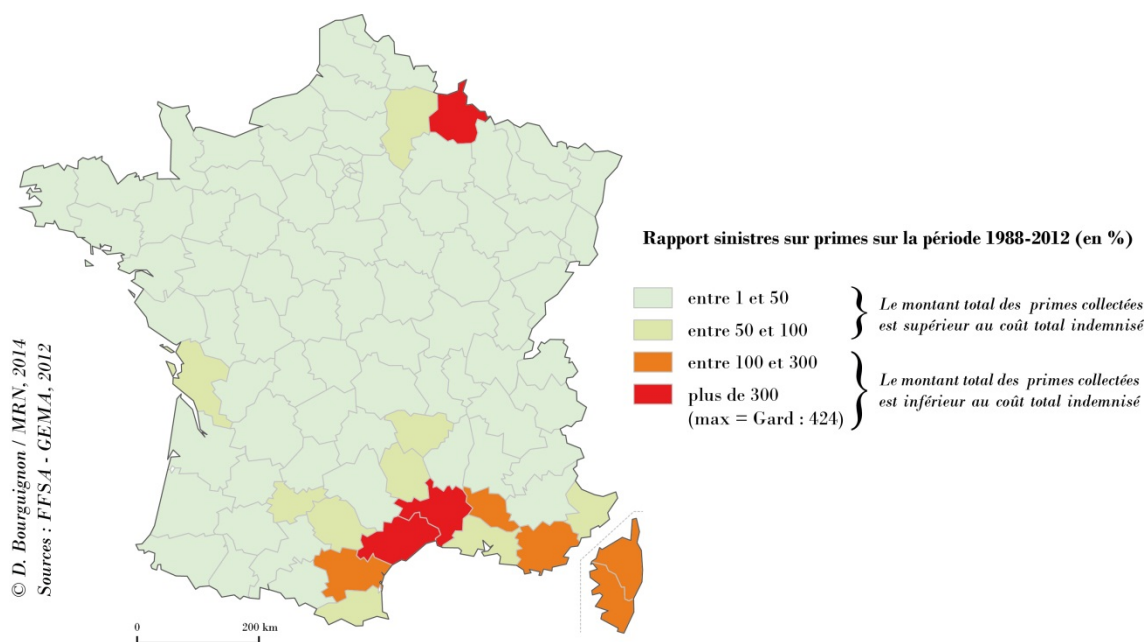 Rapport sinistres sur primes sur la période 1988-2012 (en %)
entre 1 et 50
entre 50 et 100
Le montant total des primes collectées
est supérieur au coût total indemnisé
entre 100 et 300
plus de 300
(max = Gard : 424)
Le montant total des primes collectées
est inférieur au coût total indemnisé
© D. Bourguignon / MRN, 2014
Sources : FFSA - GEMA, 2012
0 200 km